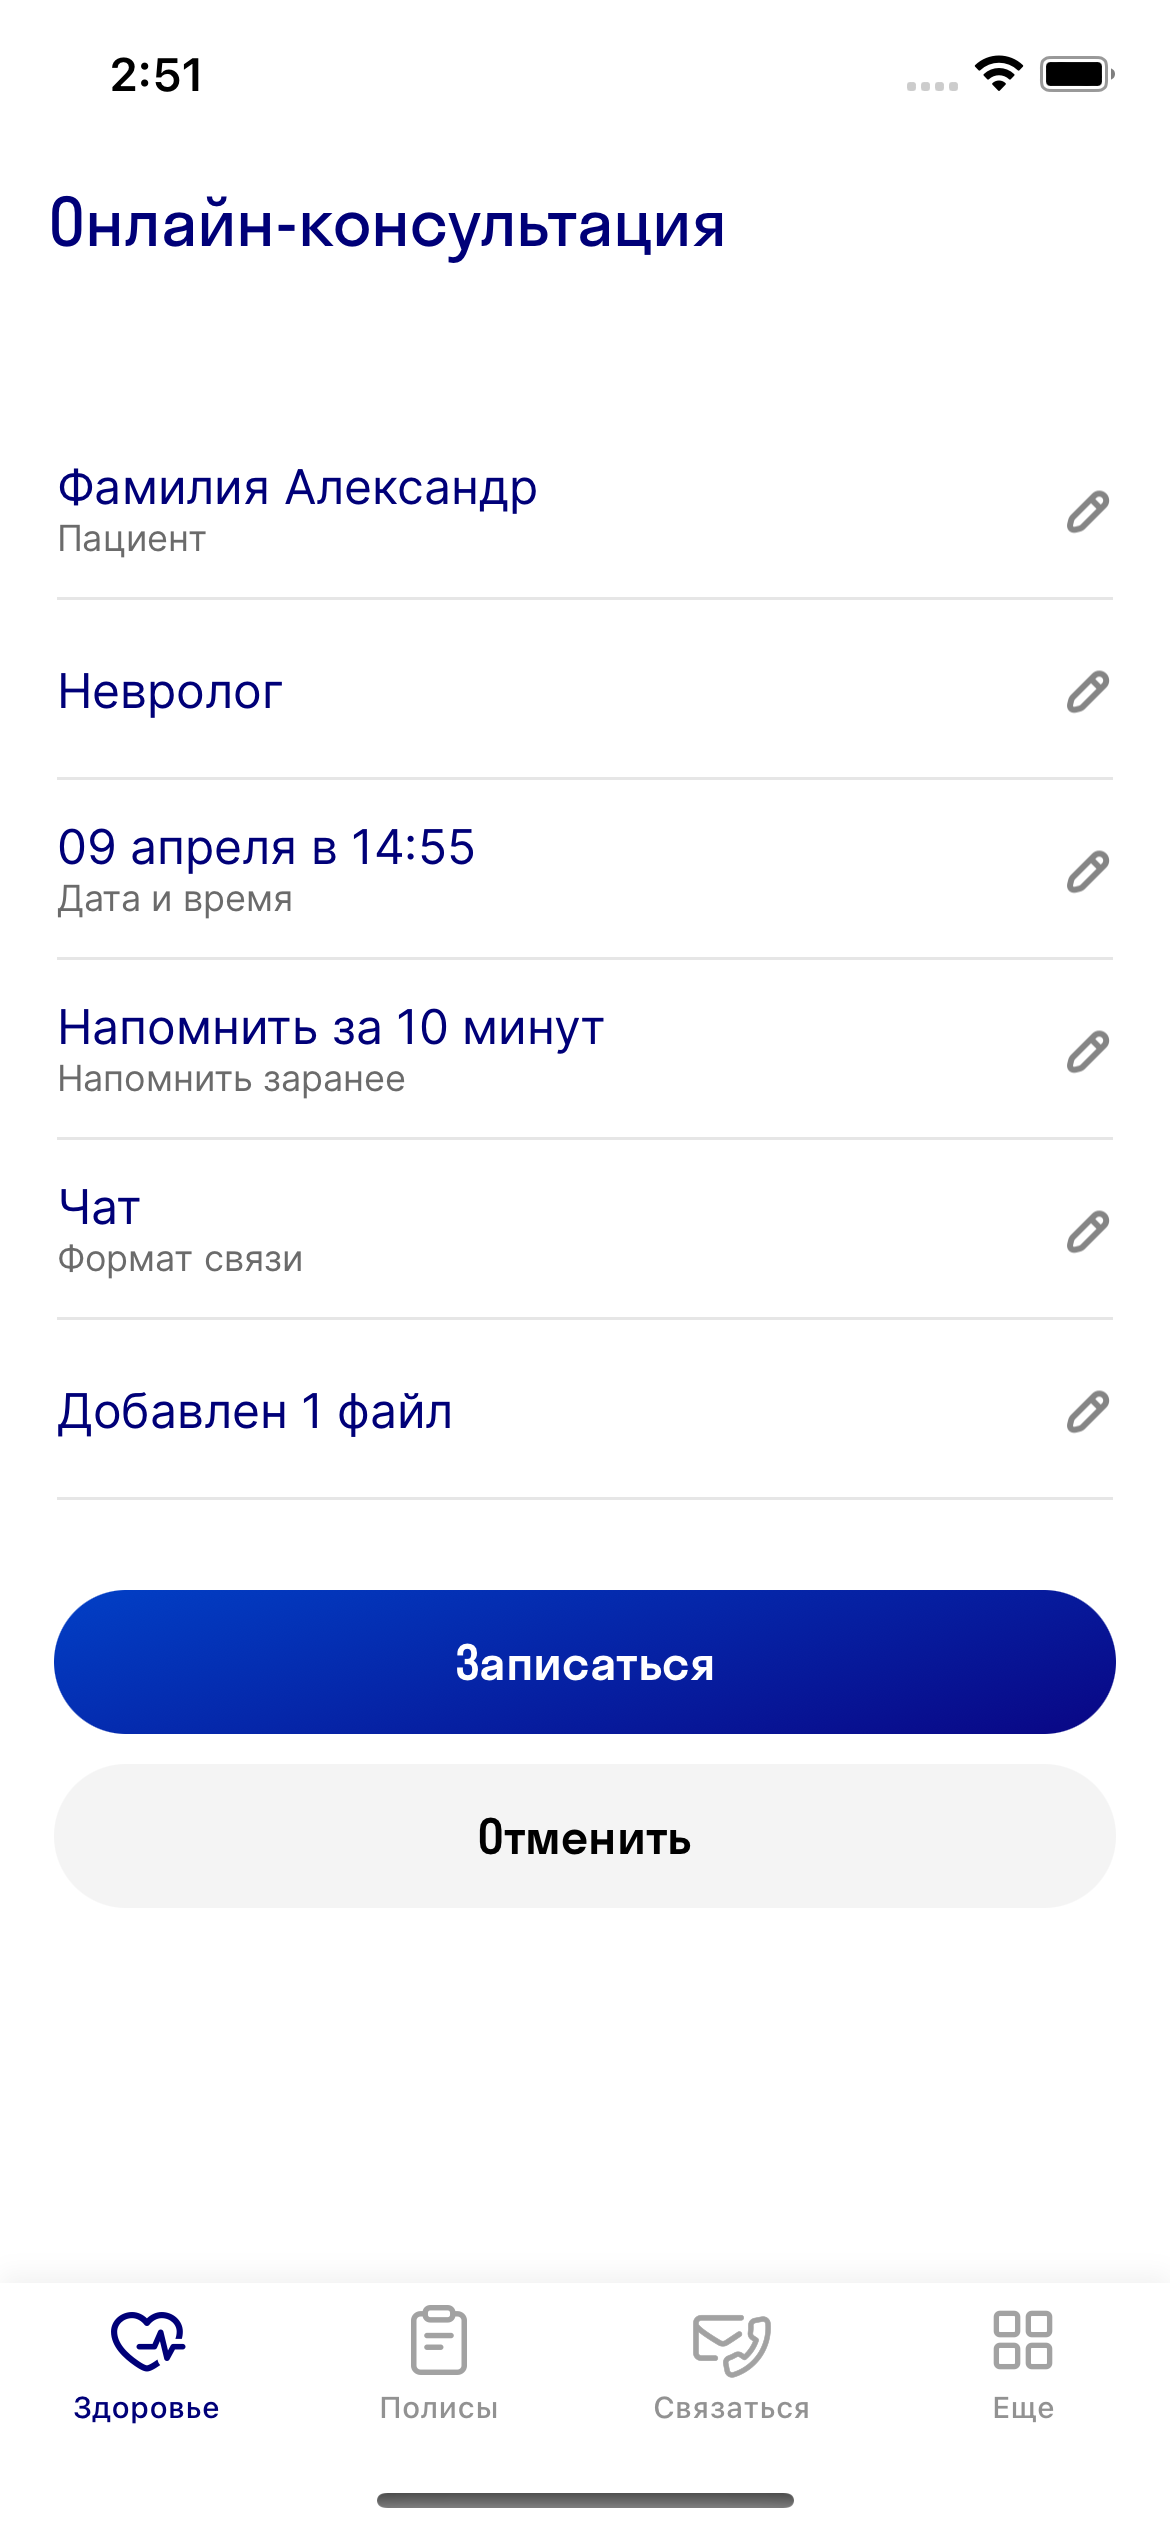 2:51
Онлайн-консультация
Фамилия Александр
Пациент
Невролог
09 апреля в 14:55
Дата и время
Напомнить за 10 минут
Напомнить заранее
Чат
Формат связи
Добавлен 1 файл
Записаться
Отменить
Здоровье
Полисы
Связаться
Еще